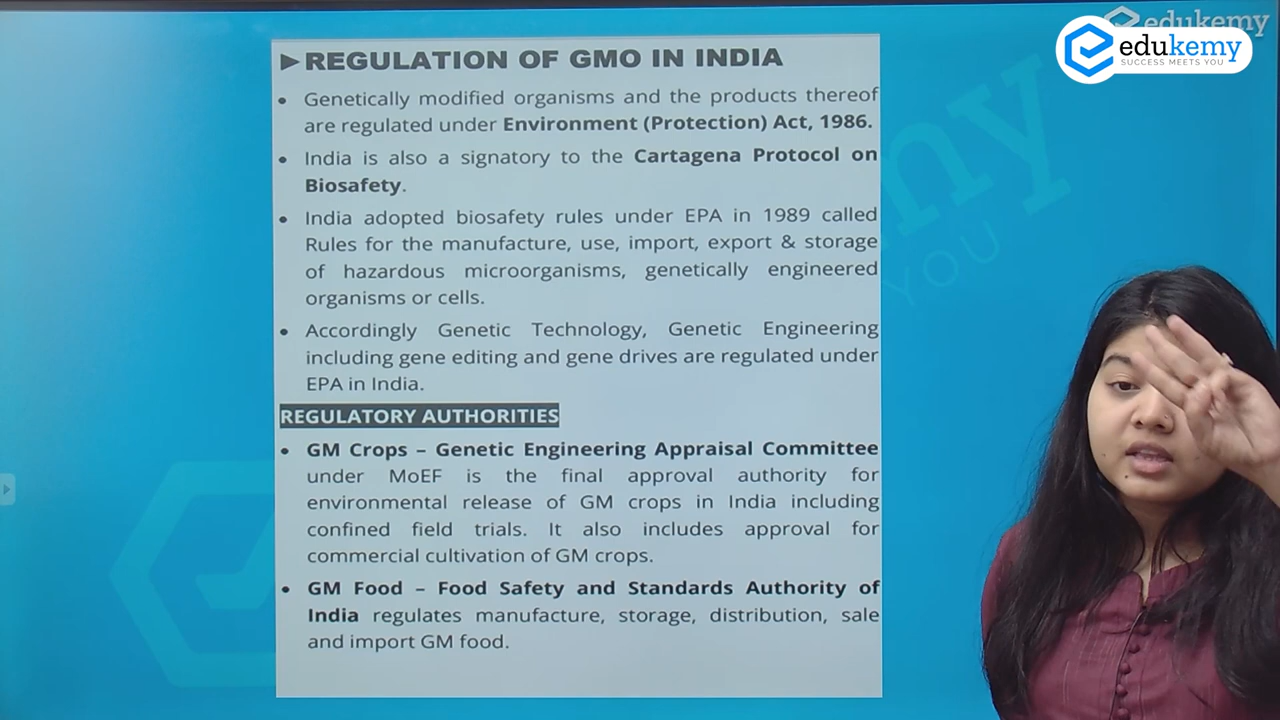 edukemy
edukemy
SUCCESS MEETS YOU
►REGULATION OF GMO IN INDIA
• Genetically modified organisms and the products thereof
are regulated under Environment (Protection) Act, 1986.
• India is also a signatory to the Cartagena Protocol on
Biosafety.
• India adopted biosafety rules under EPA in 1989 called
Rules for the manufacture, use, import, export & storage
of hazardous microorganisms, genetically engineered
organisms or cells.
• Accordingly Genetic Technology, Genetic Engineering
including gene editing and gene drives are regulated under
EPA in India.
REGULATORY AUTHORITIES
• GM Crops – Genetic Engineering Appraisal Committee
under MoEF is the final approval authority for
environmental release of GM crops in India including
confined field trials. It also includes approval for
commercial cultivation of GM crops.
• GM Food – Food Safety and Standards Authority of
India regulates manufacture, storage, distribution, sale
and import GM food.
my
YOU